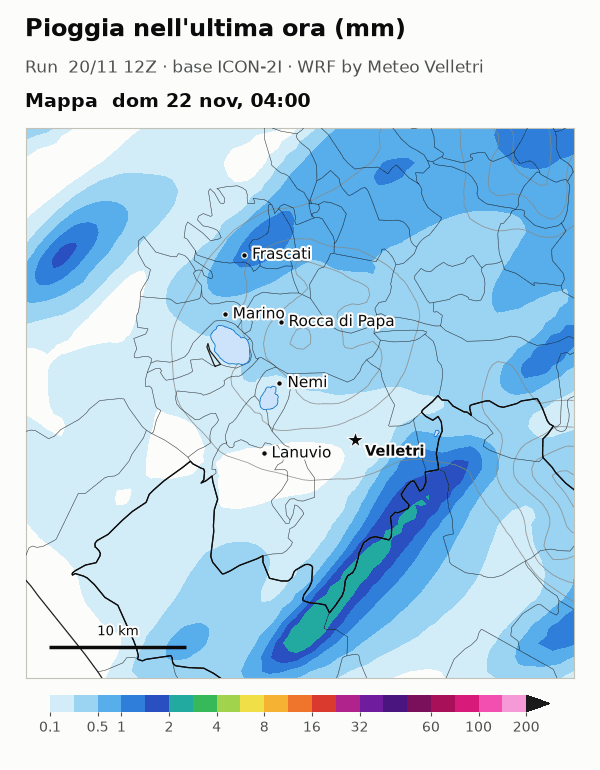 Pioggia nell'ultima ora (mm)
Run  20/11 12Z · base ICON-2I · WRF by Meteo Velletri
Mappa  dom 22 nov, 04:00
Frascati
Marino
Rocca di Papa
Nemi
Velletri
Lanuvio
10 km
0.1 0.5 1 2 4 8 16 32 60 100 200